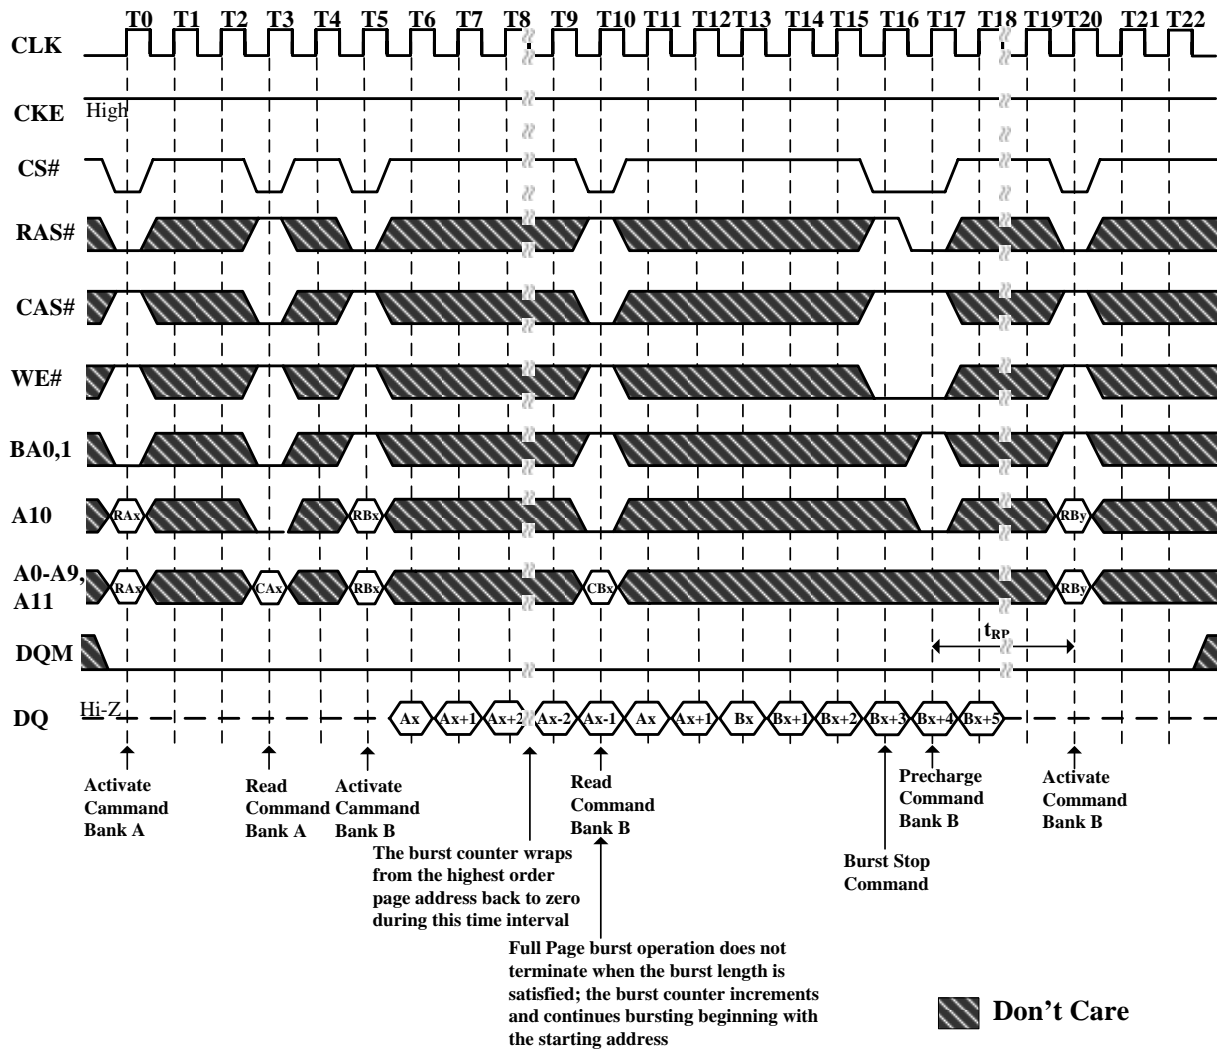 T0 T1 T2 T3 T4 T5 T6 T7 T8 T9 T10 T11 T12 T13 T14 T15 T16 T17 T18 T19 T20 T21 T22
CLK
CKE High
CS#
RAS#
CAS#
WE#
BA0,1
A10 RAx RBx RBy
A0-A9,
A11
RAx CAx RBx CBx RBy
DQM
tRP
DQ Hi-Z Ax Ax+1 Ax+2 Ax-2 Ax-1 Ax Ax+1 Bx Bx+1 Bx+2 Bx+3 Bx+4 Bx+5
Activate
Cammand
Bank A
Read
Command
Bank A
Activate
Cammand
Bank B
The burst counter wraps
from the highest order
page address back to zero
during this time interval
Read
Command
Bank B
Full Page burst operation does not
terminate when the burst length is
satisfied; the burst counter increments
and continues bursting beginning with
the starting address
Burst Stop
Command
Precharge
Command
Bank B
Activate
Command
Bank B
Don't Care